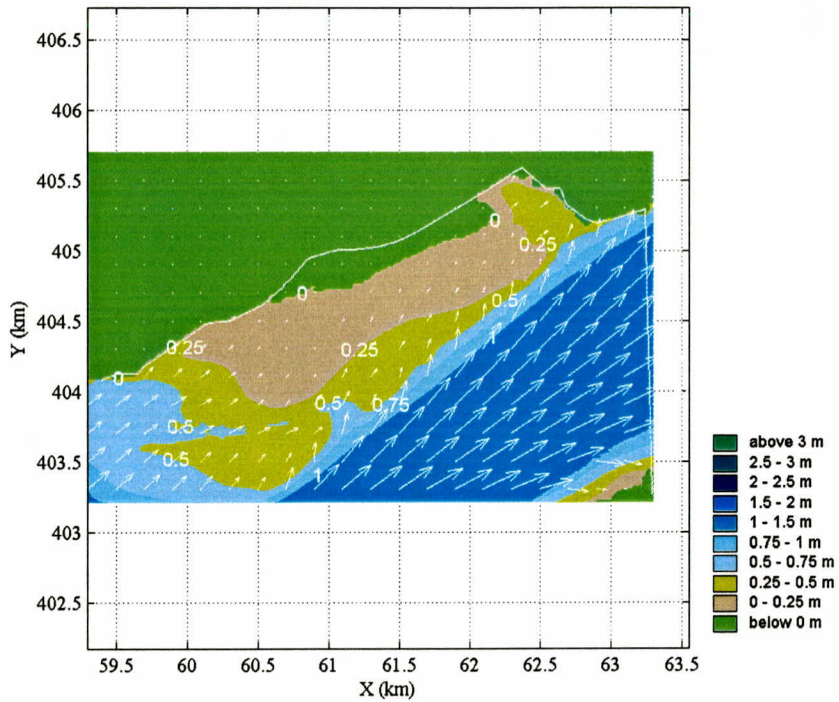 406.5
406
405.5
405
404.5
404
403.5
403
402.5
Y (km)
0
0.25
0
0.5
1
0.25
0.25
0
0.5
0.75
0.5
0.5
1
above 3 m
2.5 - 3 m
2 - 2.5 m
1.5 - 2 m
1 - 1.5 m
0.75 - 1 m
0.5 - 0.75 m
0.25 - 0.5 m
0 - 0.25 m
below 0 m
59.5 60 60.5 61 61.5 62 62.5 63 63.5
X (km)